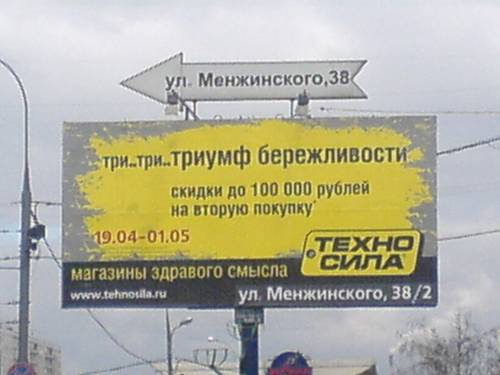 ул. Менжинского,38
три..три..триумф бережливости
скидки до 100 000 рублей
на вторую покупку*
19.04-01.05
ТЕХНО
СИЛА
магазины здравого смысла
www.tehnosila.ru
ул. Менжинского, 38/2